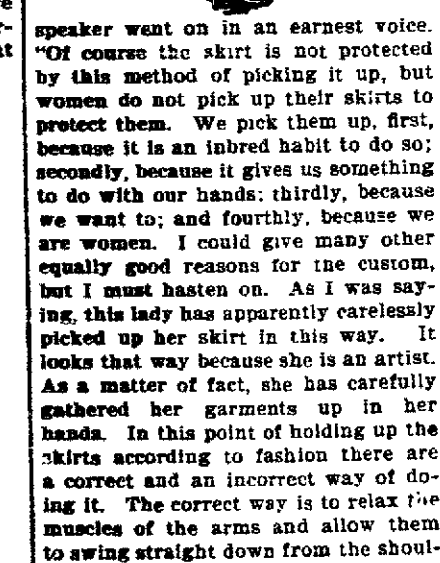 speaker went on in an earnest voice.
"Of course the skirt is not protected
by this method of picking it up, but
women do not pick up their skirts to
protect them. We pick them up, first,
because it is an inbred habit to do so;
secondly, because it gives us something
to do with our hands; thirdly, because
we want to; and fourthly, because we
are women. I could give many other
equally good reasons for the custom,
but I must hasten on. As I was say-
ing, this lady has apparently carelessly
picked up her skirt in this way. It
looks that way because she is an artist.
As a matter of fact, she has carefully
gathered her garments up in her
hands. In this point of holding up the
skirts according to fashion there are
a correct and an incorrect way of do-
ing it. The correct way is to relax the
muscles of the arms and allow them
to swing straight down from the shoul-